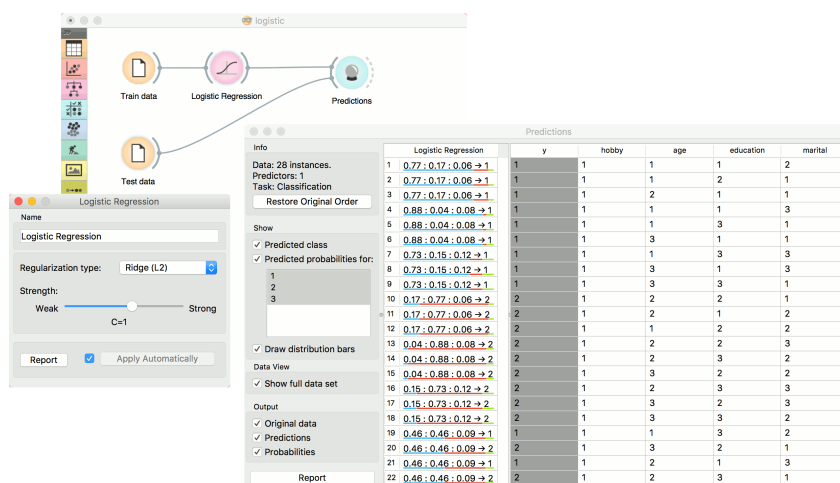 logistic
Train data
Logistic Regression
Predictions
Test data
Logistic Regression
Name
Logistic Regression
Regularization type: Ridge (L2)
Strength:
Weak Strong
C=1
Report Apply Automatically
Predictions
Info
Data: 28 instances.
Predictors: 1
Task: Classification
Restore Original Order
Show
Predicted class
Predicted probabilities for:
1
2
3
Draw distribution bars
Data View
Show full data set
Output
Original data
Predictions
Probabilities
Report
Logistic Regression y hobby age education marital
1 0.77 : 0.17 : 0.06 → 1 1 1 1 1 2
2 0.77 : 0.17 : 0.06 → 1 1 1 1 2 1
3 0.77 : 0.17 : 0.06 → 1 1 1 2 1 1
4 0.88 : 0.04 : 0.08 → 1 1 1 1 1 3
5 0.88 : 0.04 : 0.08 → 1 1 1 1 3 1
6 0.88 : 0.04 : 0.08 → 1 1 1 3 1 1
7 0.73 : 0.15 : 0.12 → 1 1 1 1 3 3
8 0.73 : 0.15 : 0.12 → 1 1 1 3 1 3
9 0.73 : 0.15 : 0.12 → 1 1 1 3 3 1
10 0.17 : 0.77 : 0.06 → 2 2 1 2 2 1
11 0.17 : 0.77 : 0.06 → 2 2 1 2 1 2
12 0.17 : 0.77 : 0.06 → 2 2 1 1 2 2
13 0.04 : 0.88 : 0.08 → 2 2 1 2 2 3
14 0.04 : 0.88 : 0.08 → 2 2 1 2 3 2
15 0.04 : 0.88 : 0.08 → 2 2 1 3 2 2
16 0.15 : 0.73 : 0.12 → 2 2 1 2 3 3
17 0.15 : 0.73 : 0.12 → 2 2 1 3 2 3
18 0.15 : 0.73 : 0.12 → 2 2 1 3 3 2
19 0.46 : 0.46 : 0.09 → 1 1 1 1 3 2
20 0.46 : 0.46 : 0.09 → 2 2 1 3 2 1
21 0.46 : 0.46 : 0.09 → 1 1 1 2 1 3
22 0.46 : 0.46 : 0.09 → 2 2 1 2 3 1